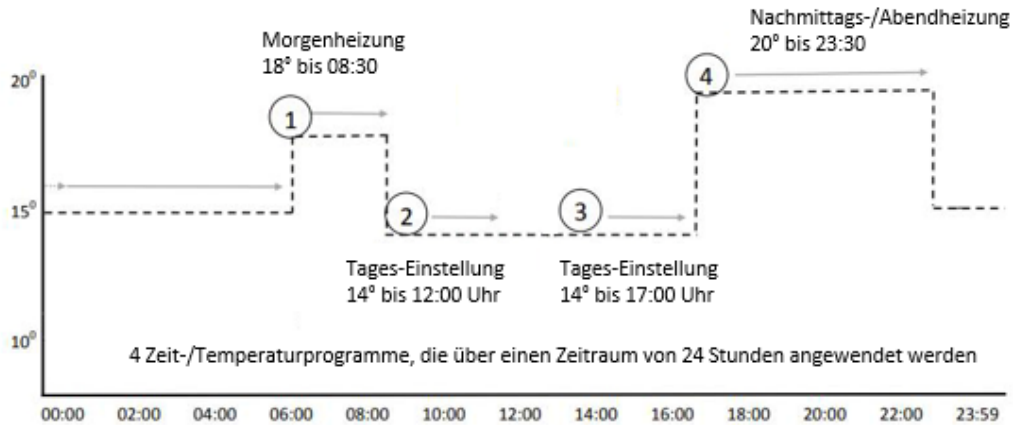 Nachmittags-/Abendheizung
20° bis 23:30
Morgenheizung
18° bis 08:30
20°
4
1
15°
2
3
Tages-Einstellung
14° bis 12:00 Uhr
Tages-Einstellung
14° bis 17:00 Uhr
10°
4 Zeit-/Temperaturprogramme, die über einen Zeitraum von 24 Stunden angewendet werden
00:00 02:00 04:00 06:00 08:00 10:00 12:00 14:00 16:00 18:00 20:00 22:00 23:59